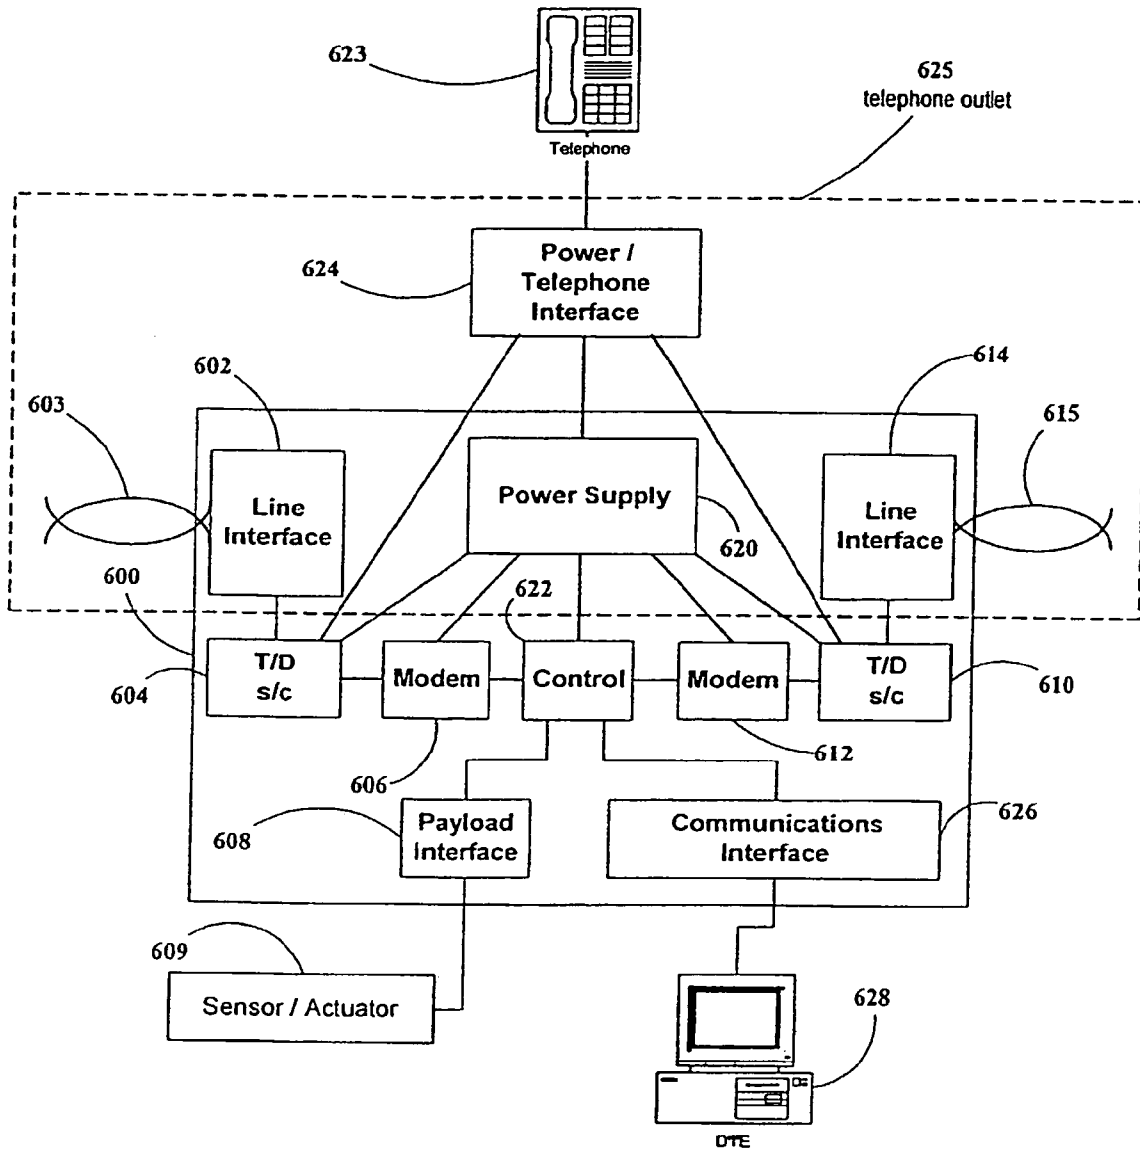 623
625
telephone outlet
Telephone
624
Power /
Telephone
Interface
602
614
603
615
Line
Interface
Power Supply
Line
Interface
620
600
622
604
T/D
s/c
Modem
Control
Modem
T/D
s/c
610
606
612
608
Payload
Interface
Communications
Interface
626
609
Sensor / Actuator
628
DTE